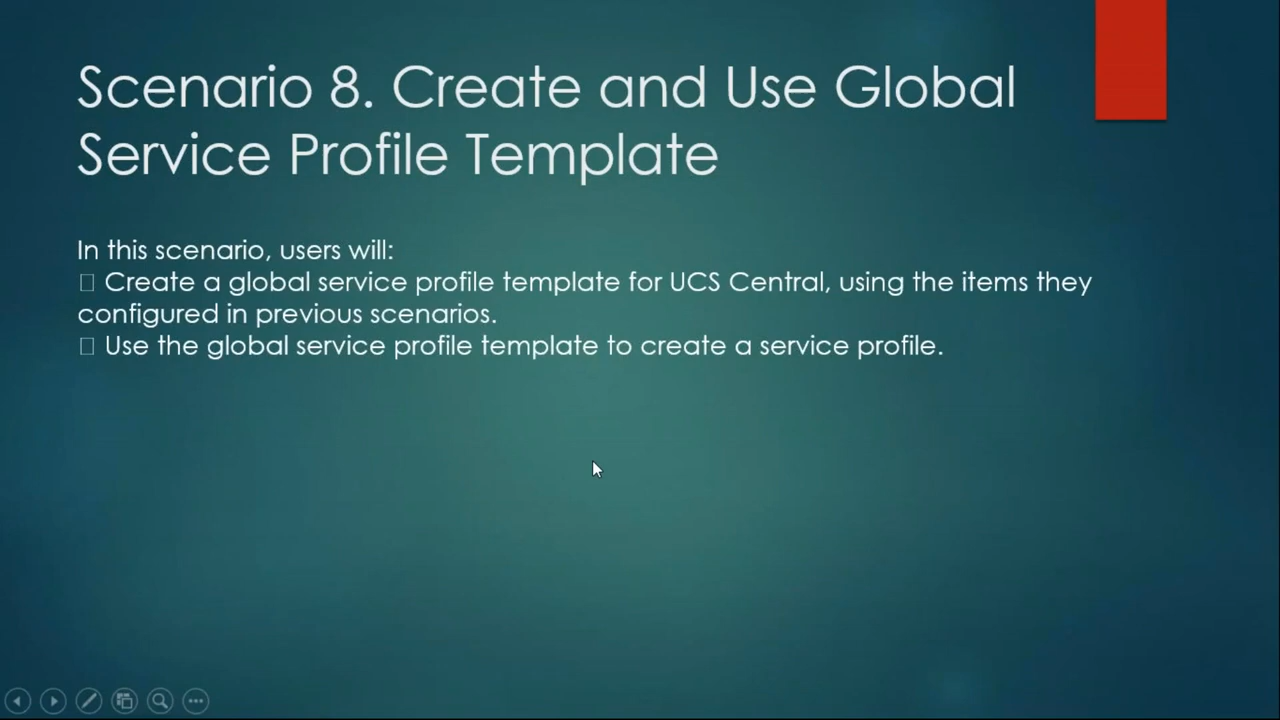 Scenario 8. Create and Use Global
Service Profile Template
In this scenario, users will:
 Create a global service profile template for UCS Central, using the items they
configured in previous scenarios.
 Use the global service profile template to create a service profile.